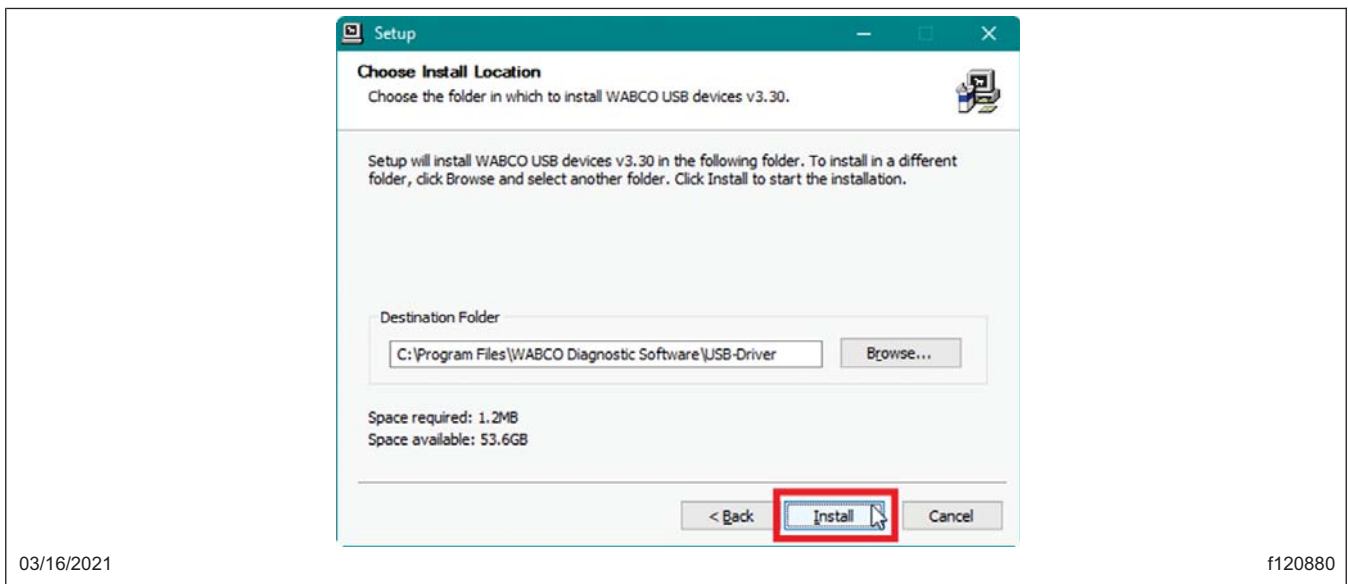 Setup
Choose Install Location
Choose the folder in which to install WABCO USB devices v3.30.
Setup will install WABCO USB devices v3.30 in the following folder. To install in a different
folder, click Browse and select another folder. Click Install to start the installation.
Destination Folder
C:\Program Files\WABCO Diagnostic Software\USB-Driver
Browse...
Space required: 1.2MB
Space available: 53.6GB
< Back
Install
Cancel
03/16/2021
f120880